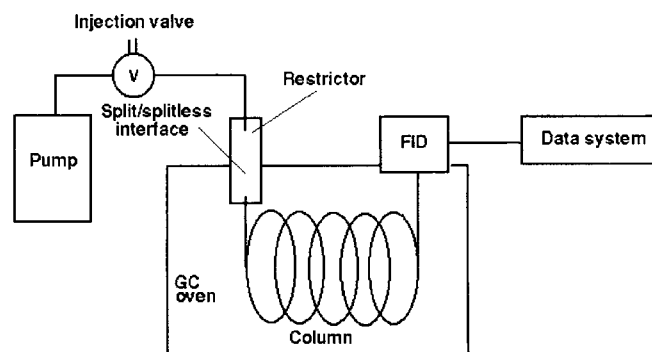 Injection valve
V
Restrictor
Split/splitless
interface
Pump
FID
Data system
GC
oven
Column